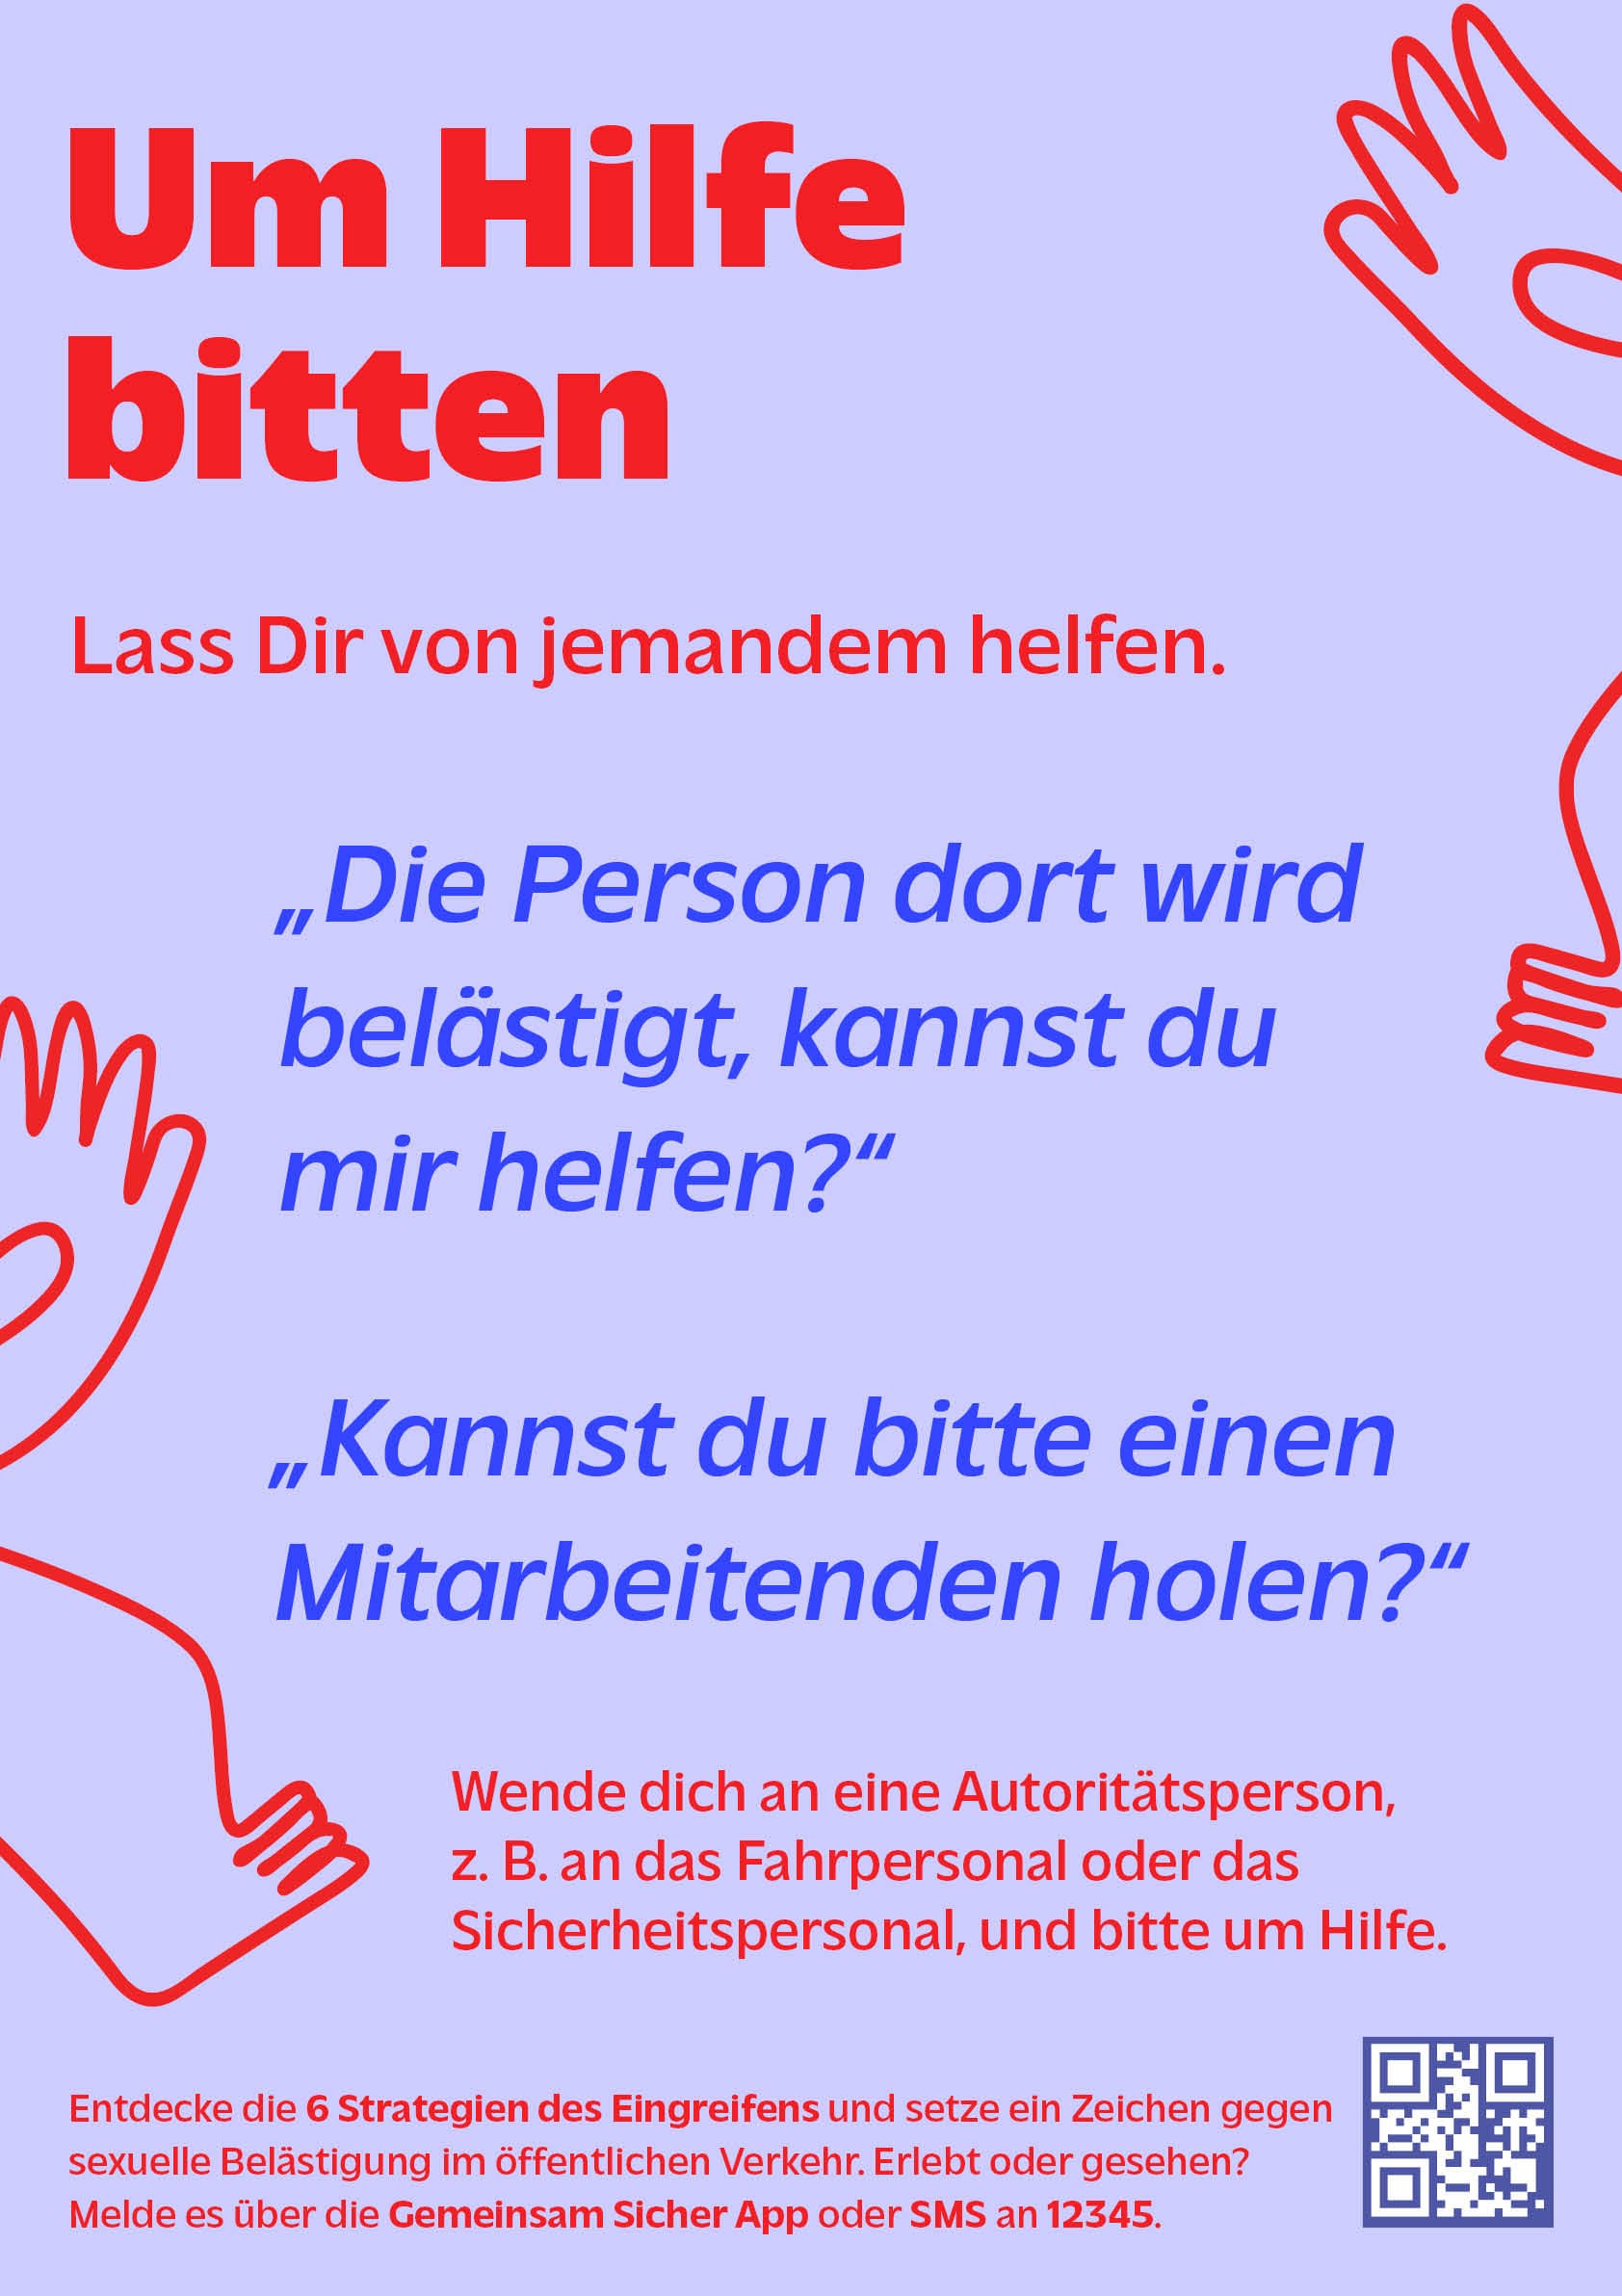 Um Hilfe
bitten
Lass Dir von jemandem helfen.
„Die Person dort wird
belästigt, kannst du
mir helfen?“
„Kannst du bitte einen
Mitarbeitenden holen?“
Wende dich an eine Autoritätsperson,
z. B. an das Fahrpersonal oder das
Sicherheitspersonal, und bitte um Hilfe.
Entdecke die 6 Strategien des Eingreifens und setze ein Zeichen gegen
sexuelle Belästigung im öffentlichen Verkehr. Erlebt oder gesehen?
Melde es über die Gemeinsam Sicher App oder SMS an 12345.